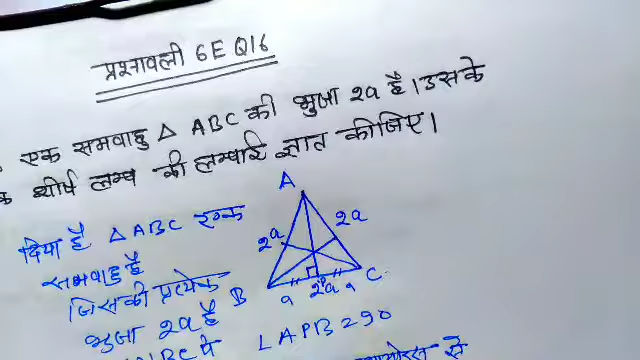 प्रश्नावली 6E Q16
एक समबाहु △ ABC की भुजा 2a है। उसके
शीर्ष लम्ब की लम्बाई ज्ञात कीजिए।
A
दिया है △ABC एक
2a 2a
समबाहु है
जिसकी प्रत्येक
B C
a 2a a
भुजा 2a है
में ∟APB=90
से